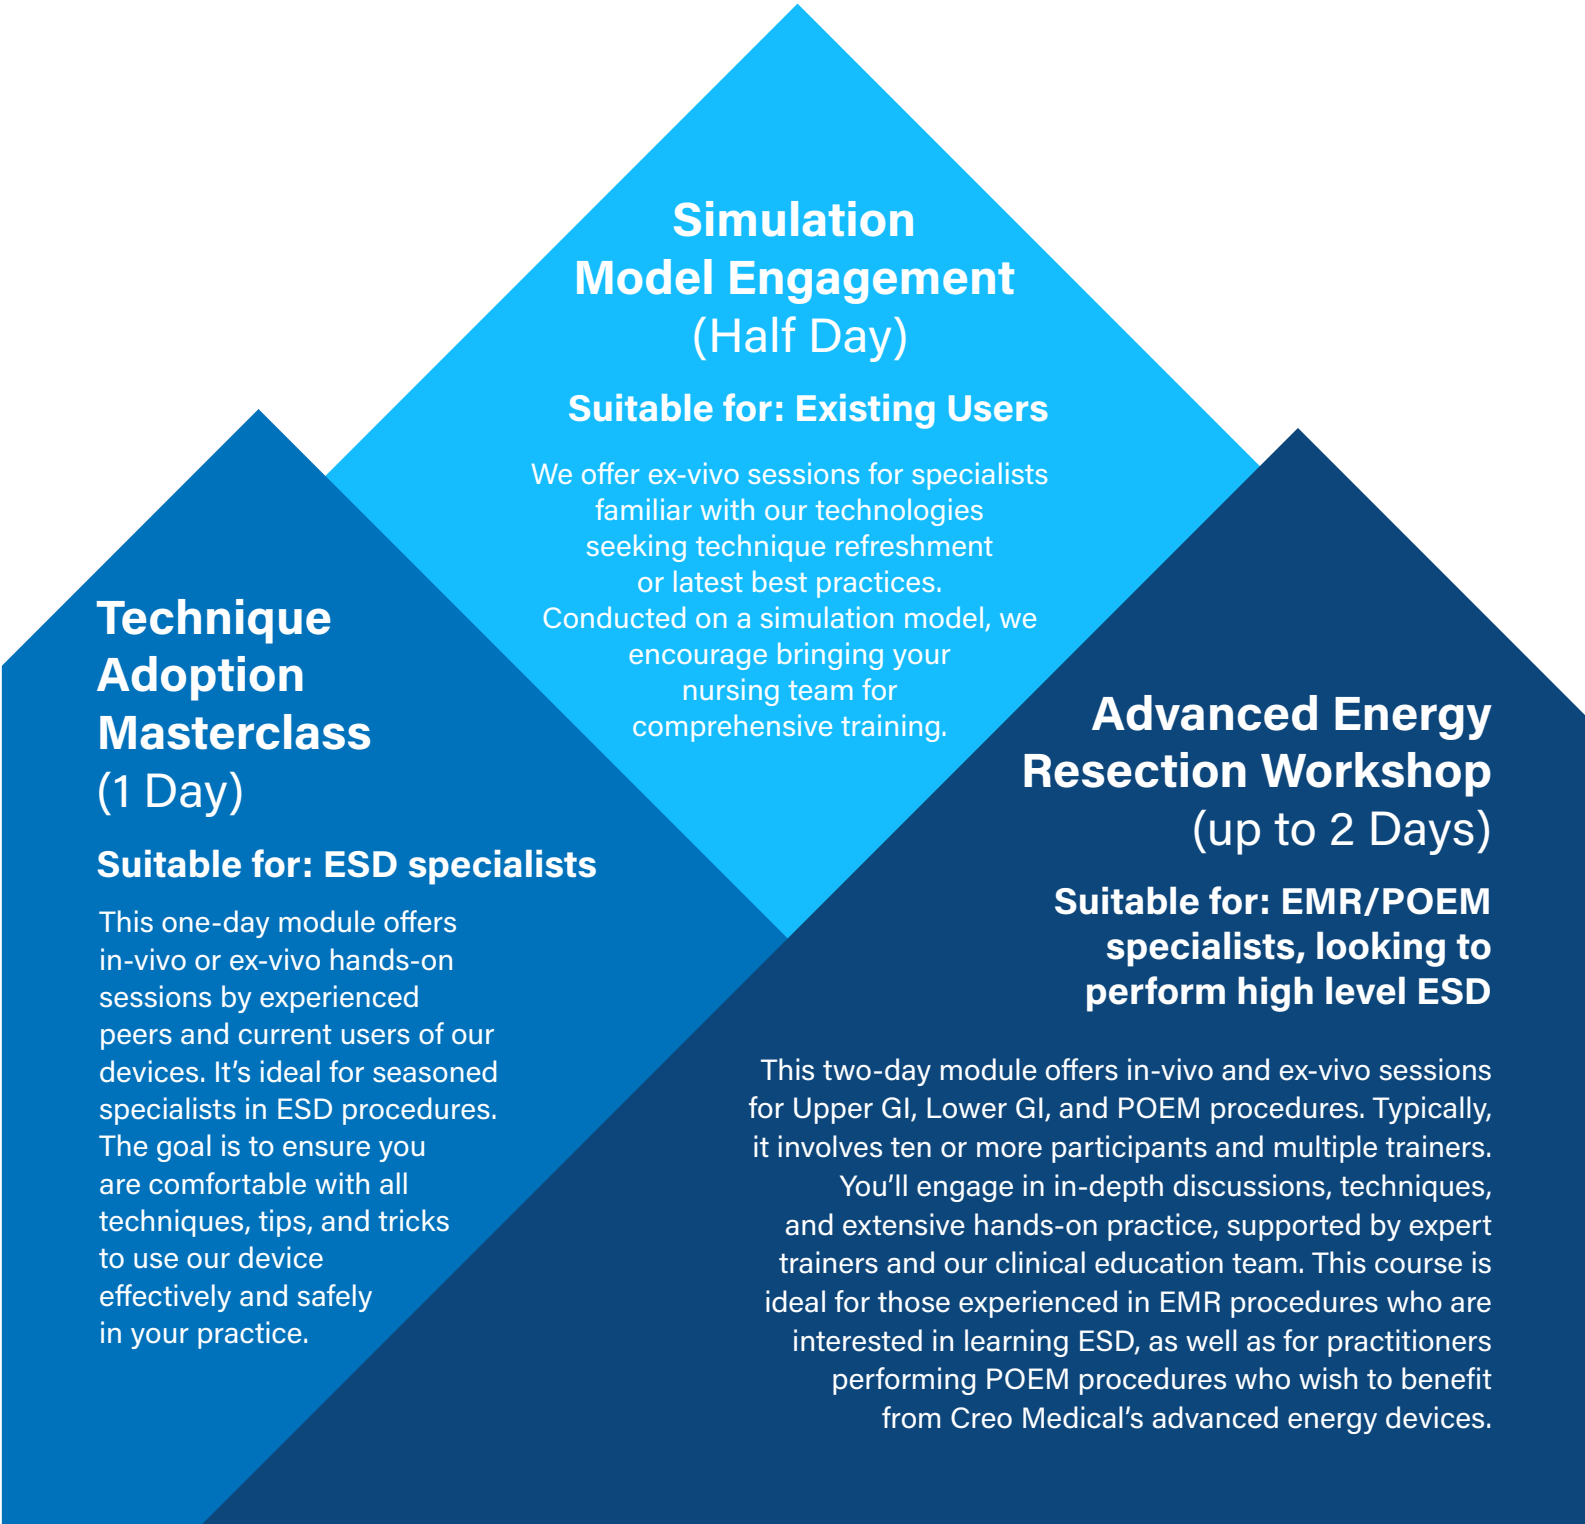 Simulation
Model Engagement
(Half Day)
Suitable for: Existing Users
We offer ex-vivo sessions for specialists
familiar with our technologies
seeking technique refreshment
or latest best practices.
Conducted on a simulation model, we
encourage bringing your
nursing team for
comprehensive training.
Technique
Adoption
Masterclass
(1 Day)
Suitable for: ESD specialists
This one-day module offers
in-vivo or ex-vivo hands-on
sessions by experienced
peers and current users of our
devices. It’s ideal for seasoned
specialists in ESD procedures.
The goal is to ensure you
are comfortable with all
techniques, tips, and tricks
to use our device
effectively and safely
in your practice.
Advanced Energy
Resection Workshop
(up to 2 Days)
Suitable for: EMR/POEM
specialists, looking to
perform high level ESD
This two-day module offers in-vivo and ex-vivo sessions
for Upper GI, Lower GI, and POEM procedures. Typically,
it involves ten or more participants and multiple trainers.
You’ll engage in in-depth discussions, techniques,
and extensive hands-on practice, supported by expert
trainers and our clinical education team. This course is
ideal for those experienced in EMR procedures who are
interested in learning ESD, as well as for practitioners
performing POEM procedures who wish to benefit
from Creo Medical’s advanced energy devices.